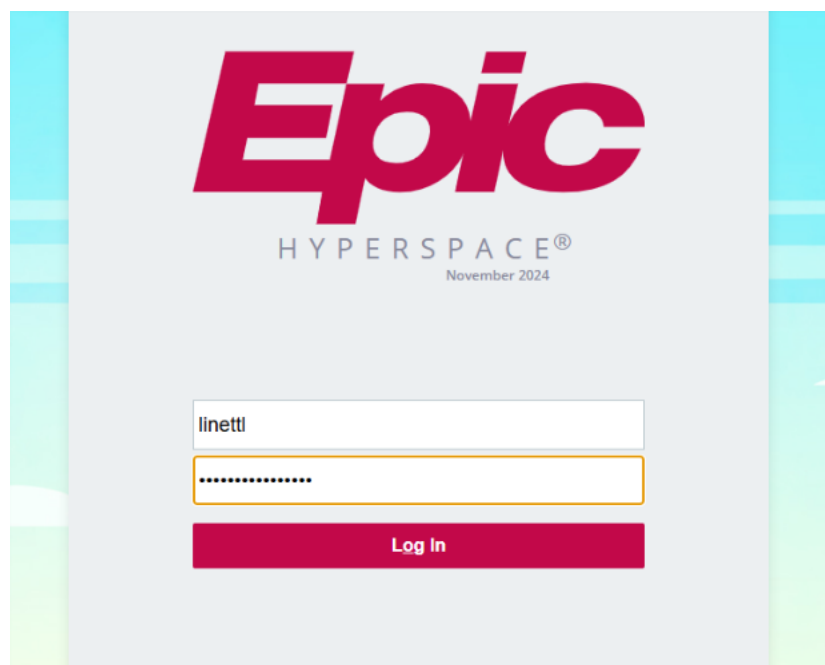 Epic
HYPERSPACE®
November 2024
linettl
••••••••••••••••
Log In